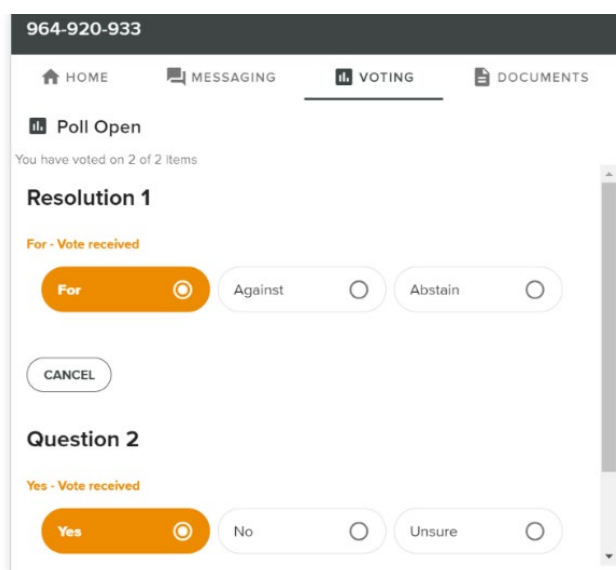 964-920-933
HOME MESSAGING VOTING DOCUMENTS
Poll Open
You have voted on 2 of 2 Items
Resolution 1
For - Vote received
For Against Abstain
CANCEL
Question 2
Yes - Vote received
Yes No Unsure